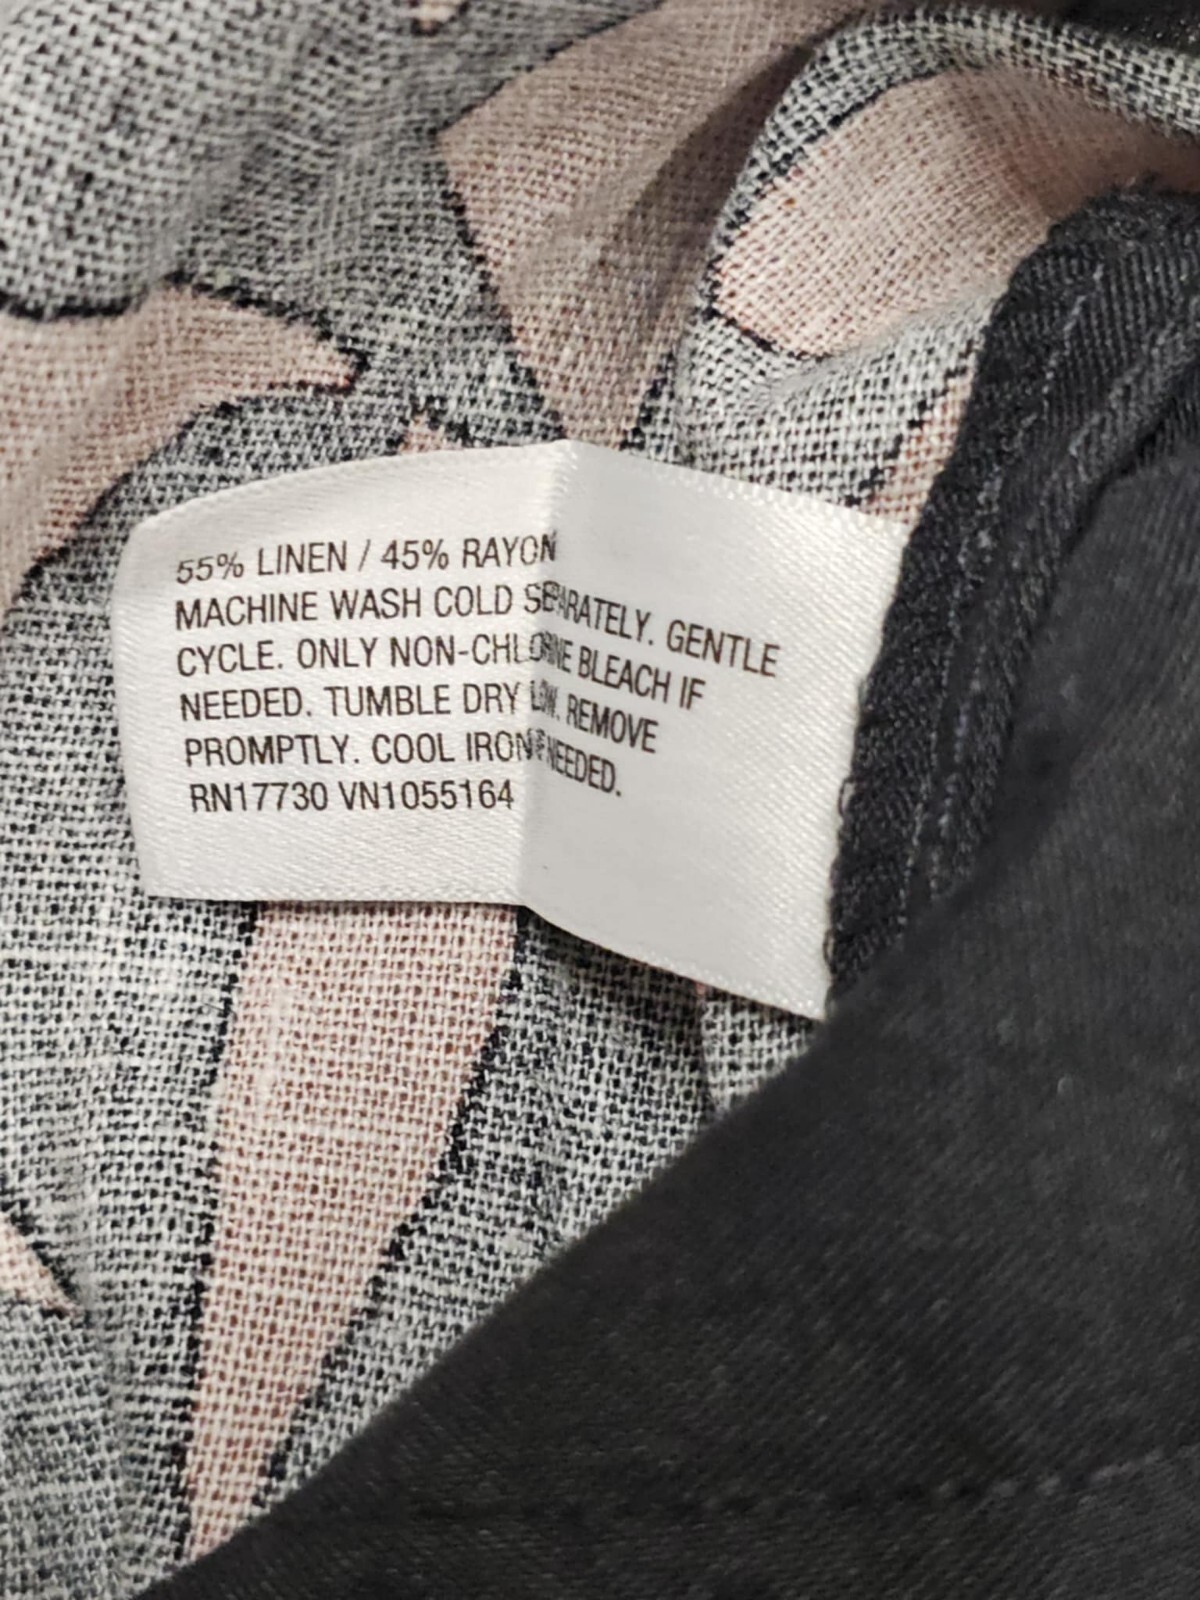 55% LINEN / 45% RAYON
MACHINE WASH COLD SEPARATELY. GENTLE
CYCLE. ONLY NON-CHLORINE BLEACH IF
NEEDED. TUMBLE DRY LOW. REMOVE
PROMPTLY. COOL IRON IF NEEDED.
RN17730 VN1055164